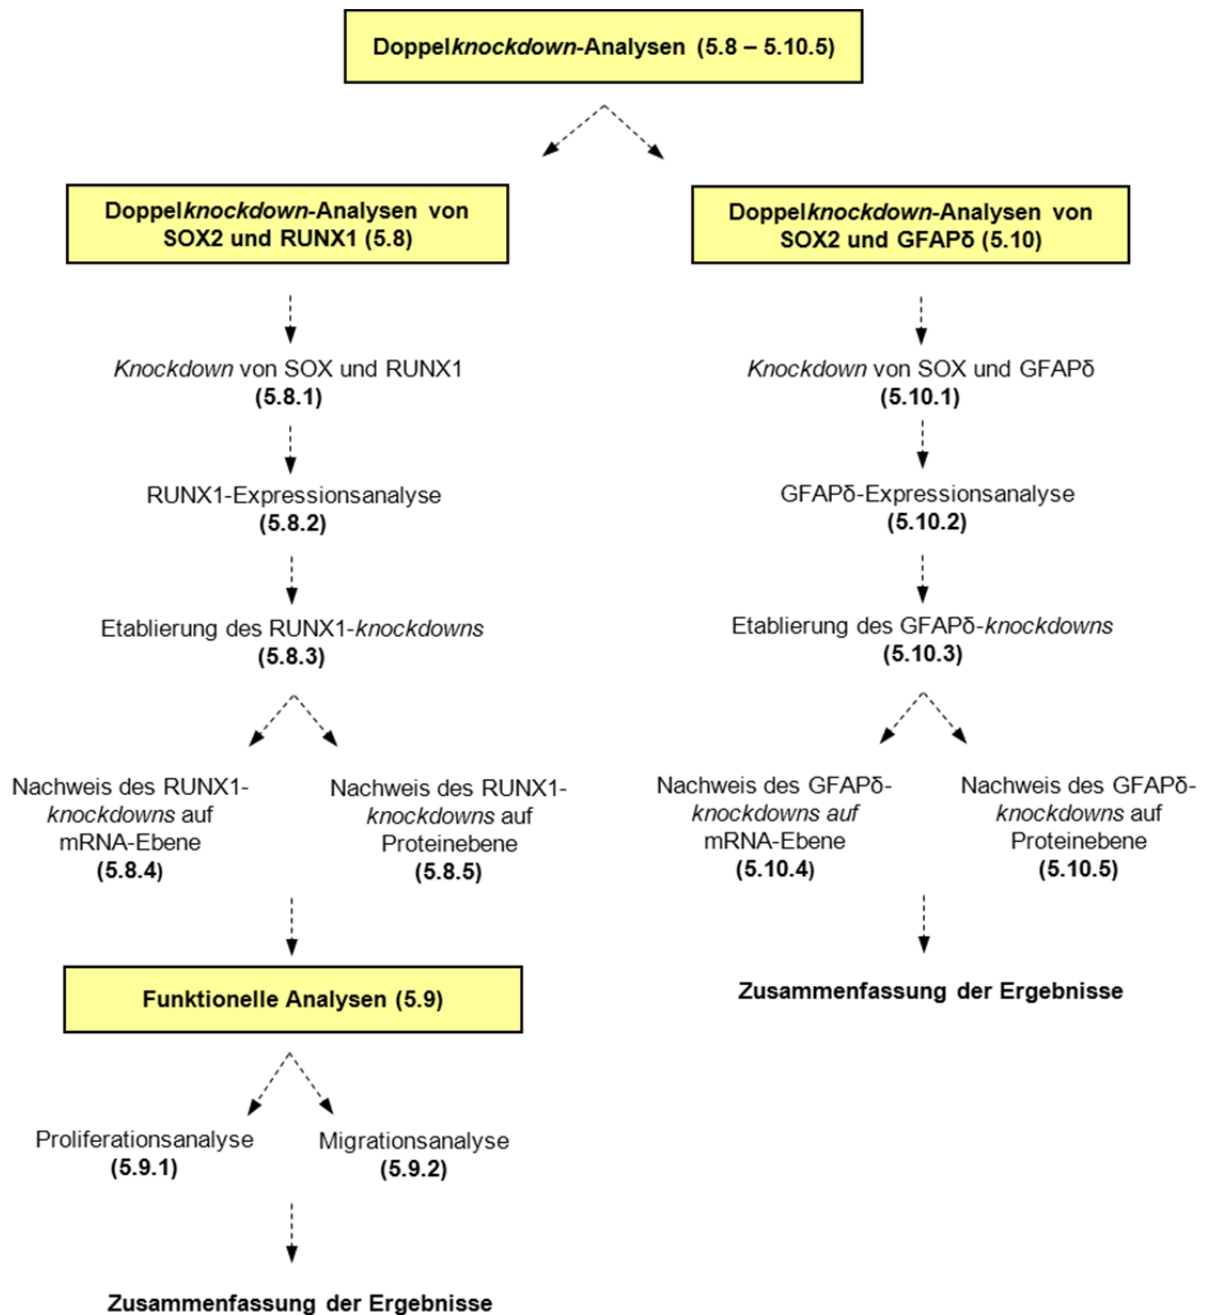 Doppelknockdown-Analysen (5.8 – 5.10.5)
Doppelknockdown-Analysen von
SOX2 und RUNX1 (5.8)
Knockdown von SOX und RUNX1
(5.8.1)
RUNX1-Expressionsanalyse
(5.8.2)
Etablierung des RUNX1-knockdowns
(5.8.3)
Nachweis des RUNX1-
knockdowns auf
mRNA-Ebene
(5.8.4)
Nachweis des RUNX1-
knockdowns auf
Proteinebene
(5.8.5)
Funktionelle Analysen (5.9)
Proliferationsanalyse
(5.9.1)
Migrationsanalyse
(5.9.2)
Zusammenfassung der Ergebnisse
Doppelknockdown-Analysen von
SOX2 und GFAPδ (5.10)
Knockdown von SOX und GFAPδ
(5.10.1)
GFAPδ-Expressionsanalyse
(5.10.2)
Etablierung des GFAPδ-knockdowns
(5.10.3)
Nachweis des GFAPδ-
knockdowns auf
mRNA-Ebene
(5.10.4)
Nachweis des GFAPδ-
knockdowns auf
Proteinebene
(5.10.5)
Zusammenfassung der Ergebnisse